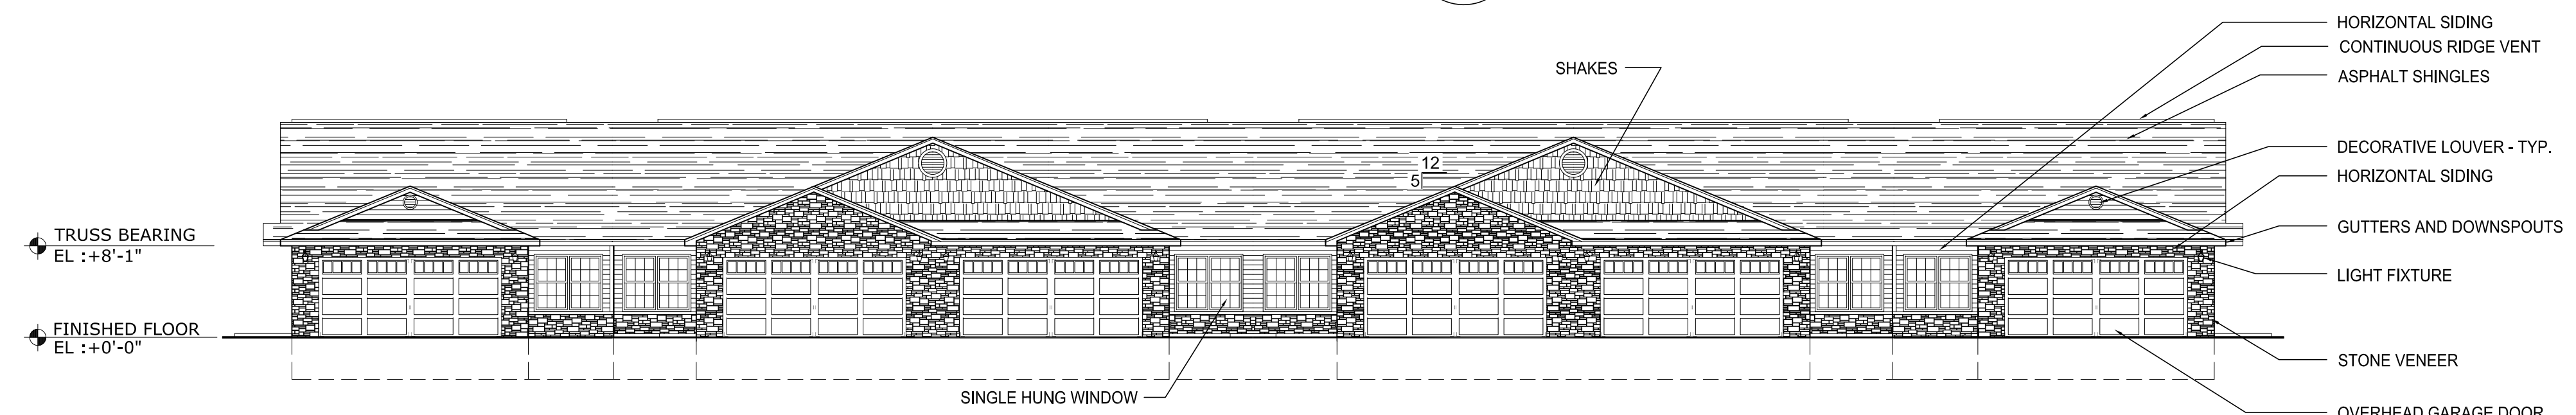 HORIZONTAL SIDING
CONTINUOUS RIDGE VENT
SHAKES
ASPHALT SHINGLES
DECORATIVE LOUVER - TYP.
12
5
HORIZONTAL SIDING
GUTTERS AND DOWNSPOUTS
TRUSS BEARING
EL :+8'-1"
LIGHT FIXTURE
FINISHED FLOOR
EL :+0'-0"
STONE VENEER
SINGLE HUNG WINDOW
OVERHEAD GARAGE DOOR